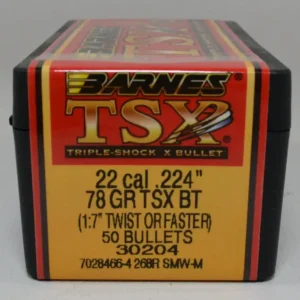 BARNES
TSX
TRIPLE-SHOCK X BULLET
22 cal .224"
78 GR TSX BT
(1:7" TWIST OR FASTER)
50 BULLETS
30204
7028466-4 268R SMW-M